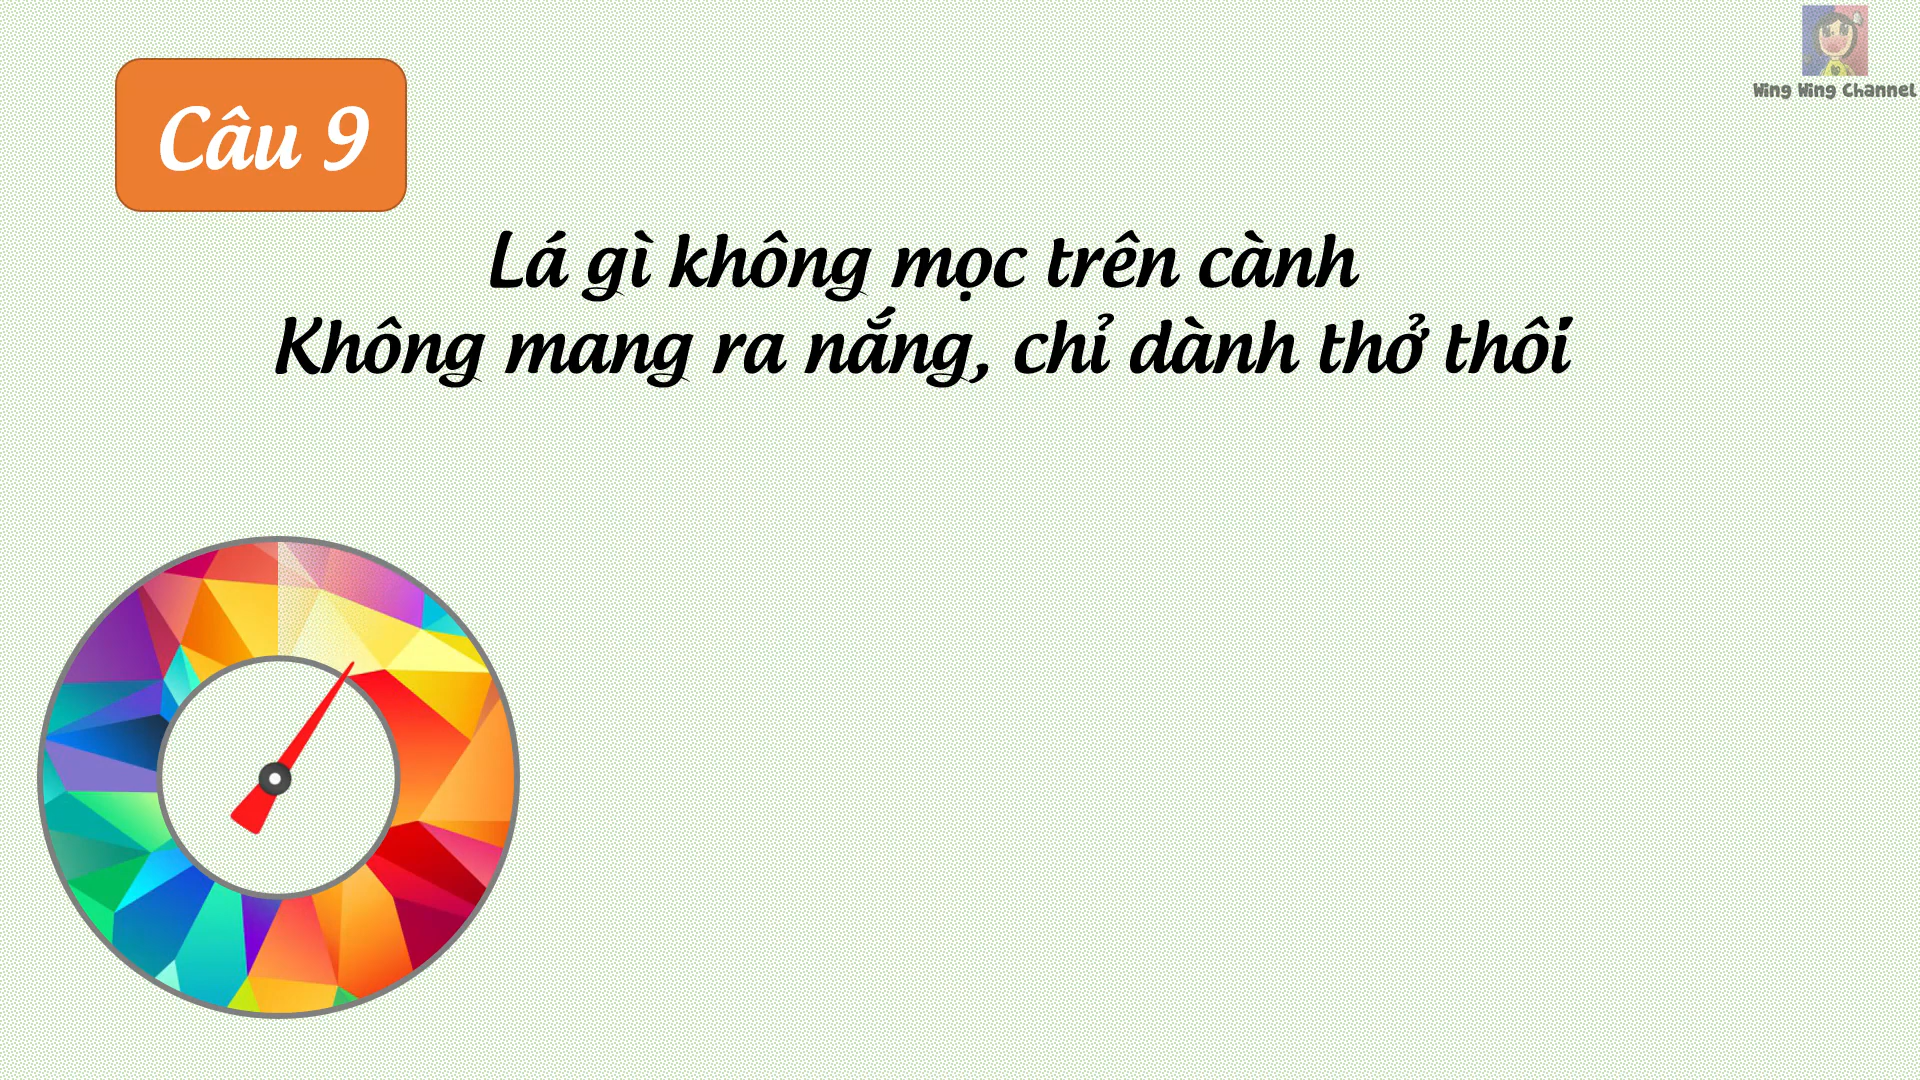 Wing Wing Channel
Câu 9
Lá gì không mọc trên cành
Không mang ra nắng, chỉ dành thở thôi